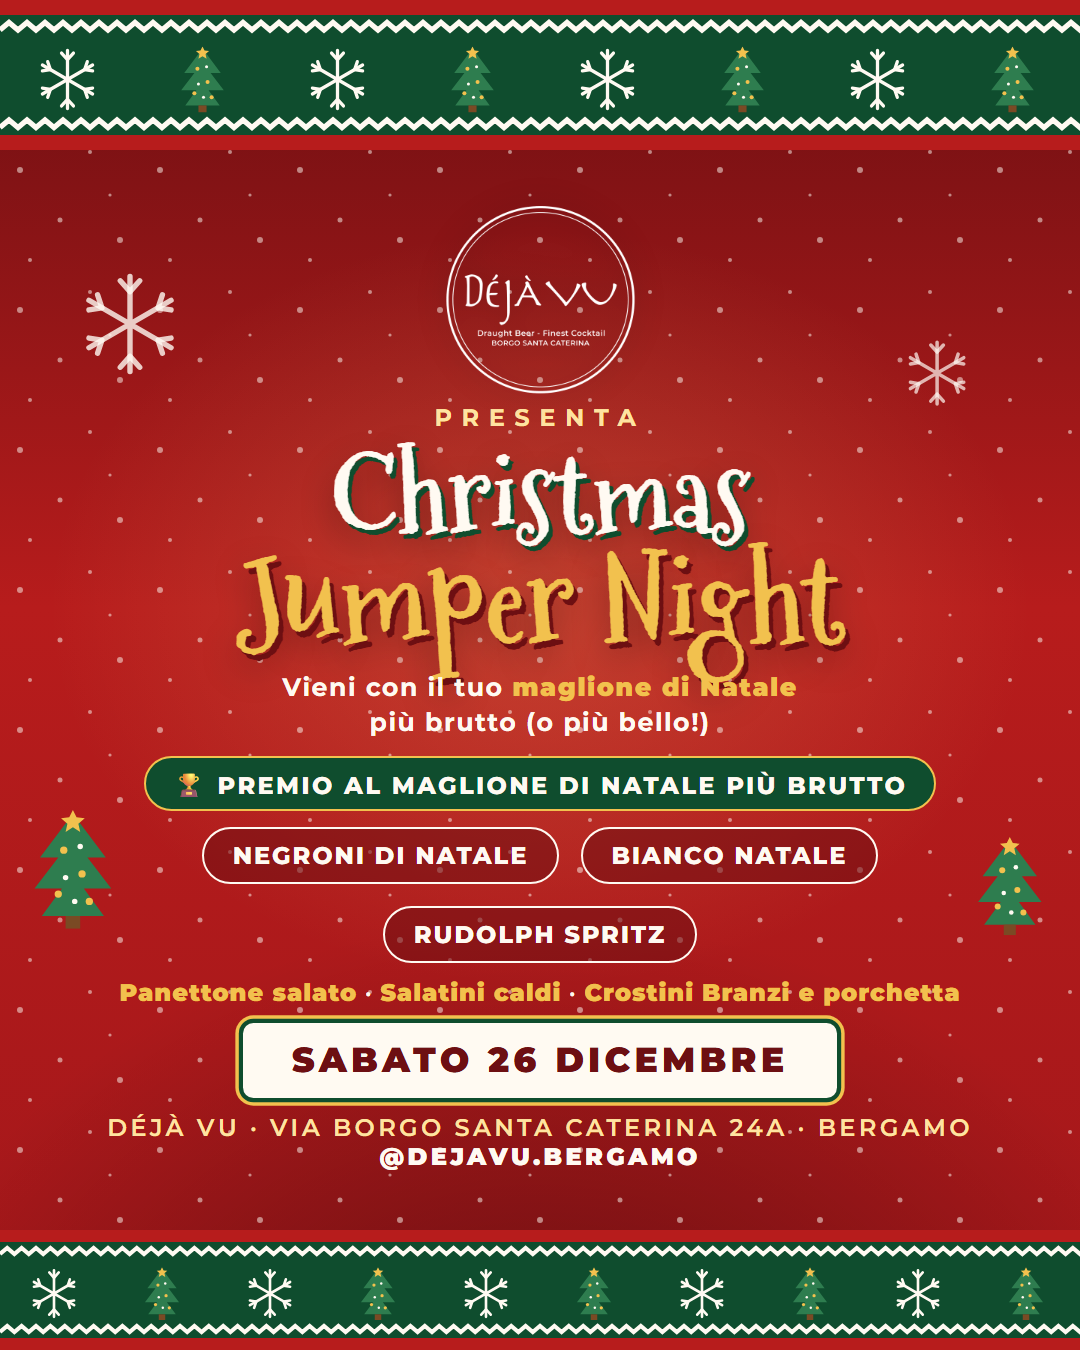 DÉJÀ VU
Draught Beer - Finest Cocktail
BORGO SANTA CATERINA
PRESENTA
Christmas
Jumper Night
Vieni con il tuo maglione di Natale
più brutto (o più bello!)
🏆 PREMIO AL MAGLIONE DI NATALE PIÙ BRUTTO
NEGRONI DI NATALE
BIANCO NATALE
RUDOLPH SPRITZ
Panettone salato · Salatini caldi · Crostini Branzi e porchetta
SABATO 26 DICEMBRE
DÉJÀ VU · VIA BORGO SANTA CATERINA 24A · BERGAMO
@DEJAVU.BERGAMO